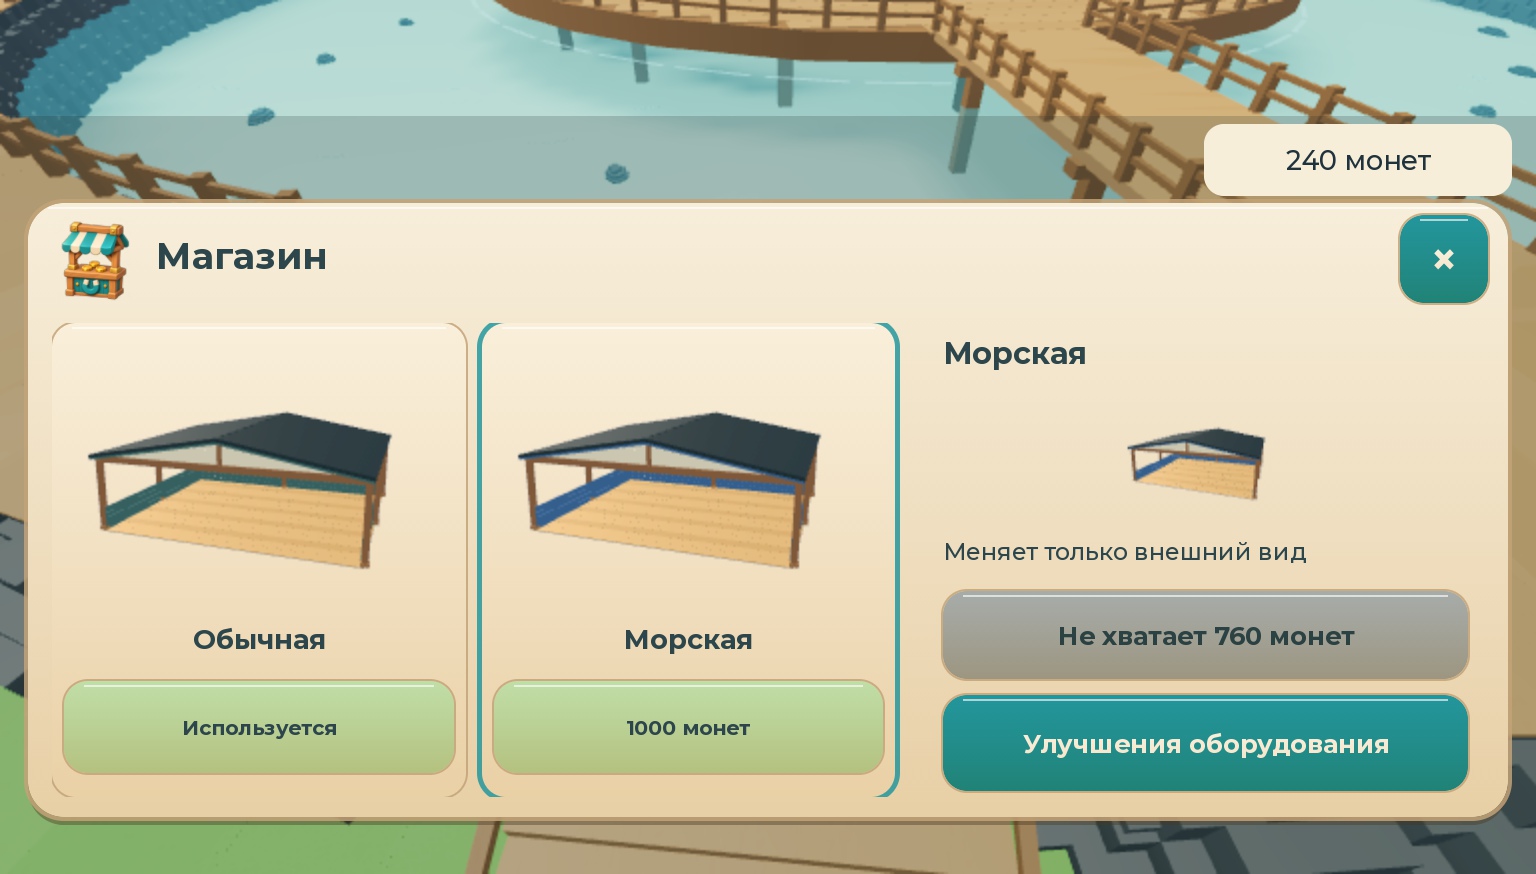 240 монет
Магазин
×
Обычная
Используется
Морская
1000 монет
Морская
Меняет только внешний вид
Не хватает 760 монет
Улучшения оборудования